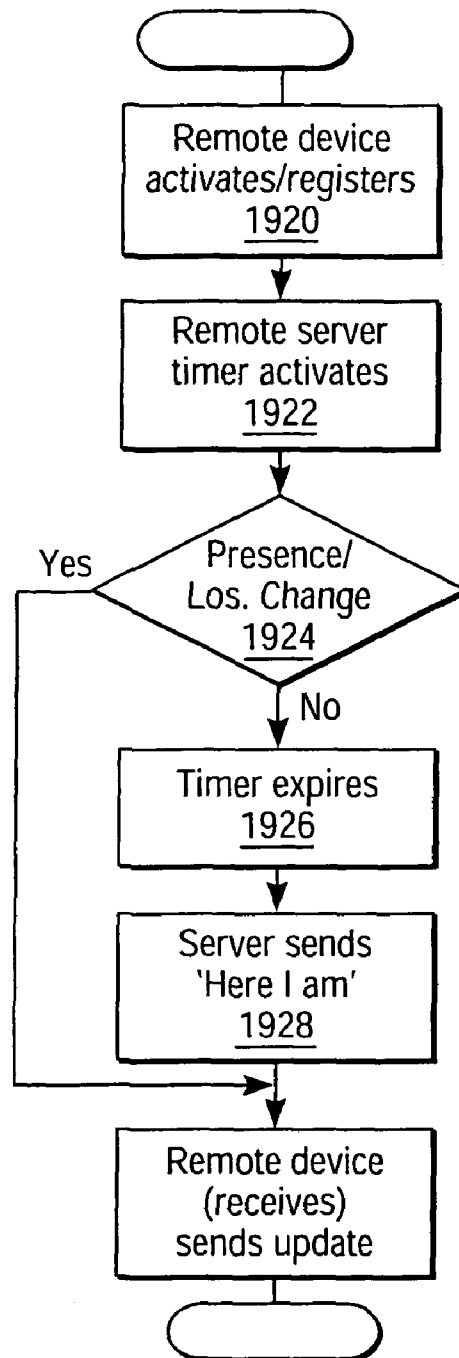 Remote device
activates/registers
1920
Remote server
timer activates
1922
Yes
Presence/
Los. Change
1924
No
Timer expires
1926
Server sends
'Here I am'
1928
Remote device
(receives)
sends update